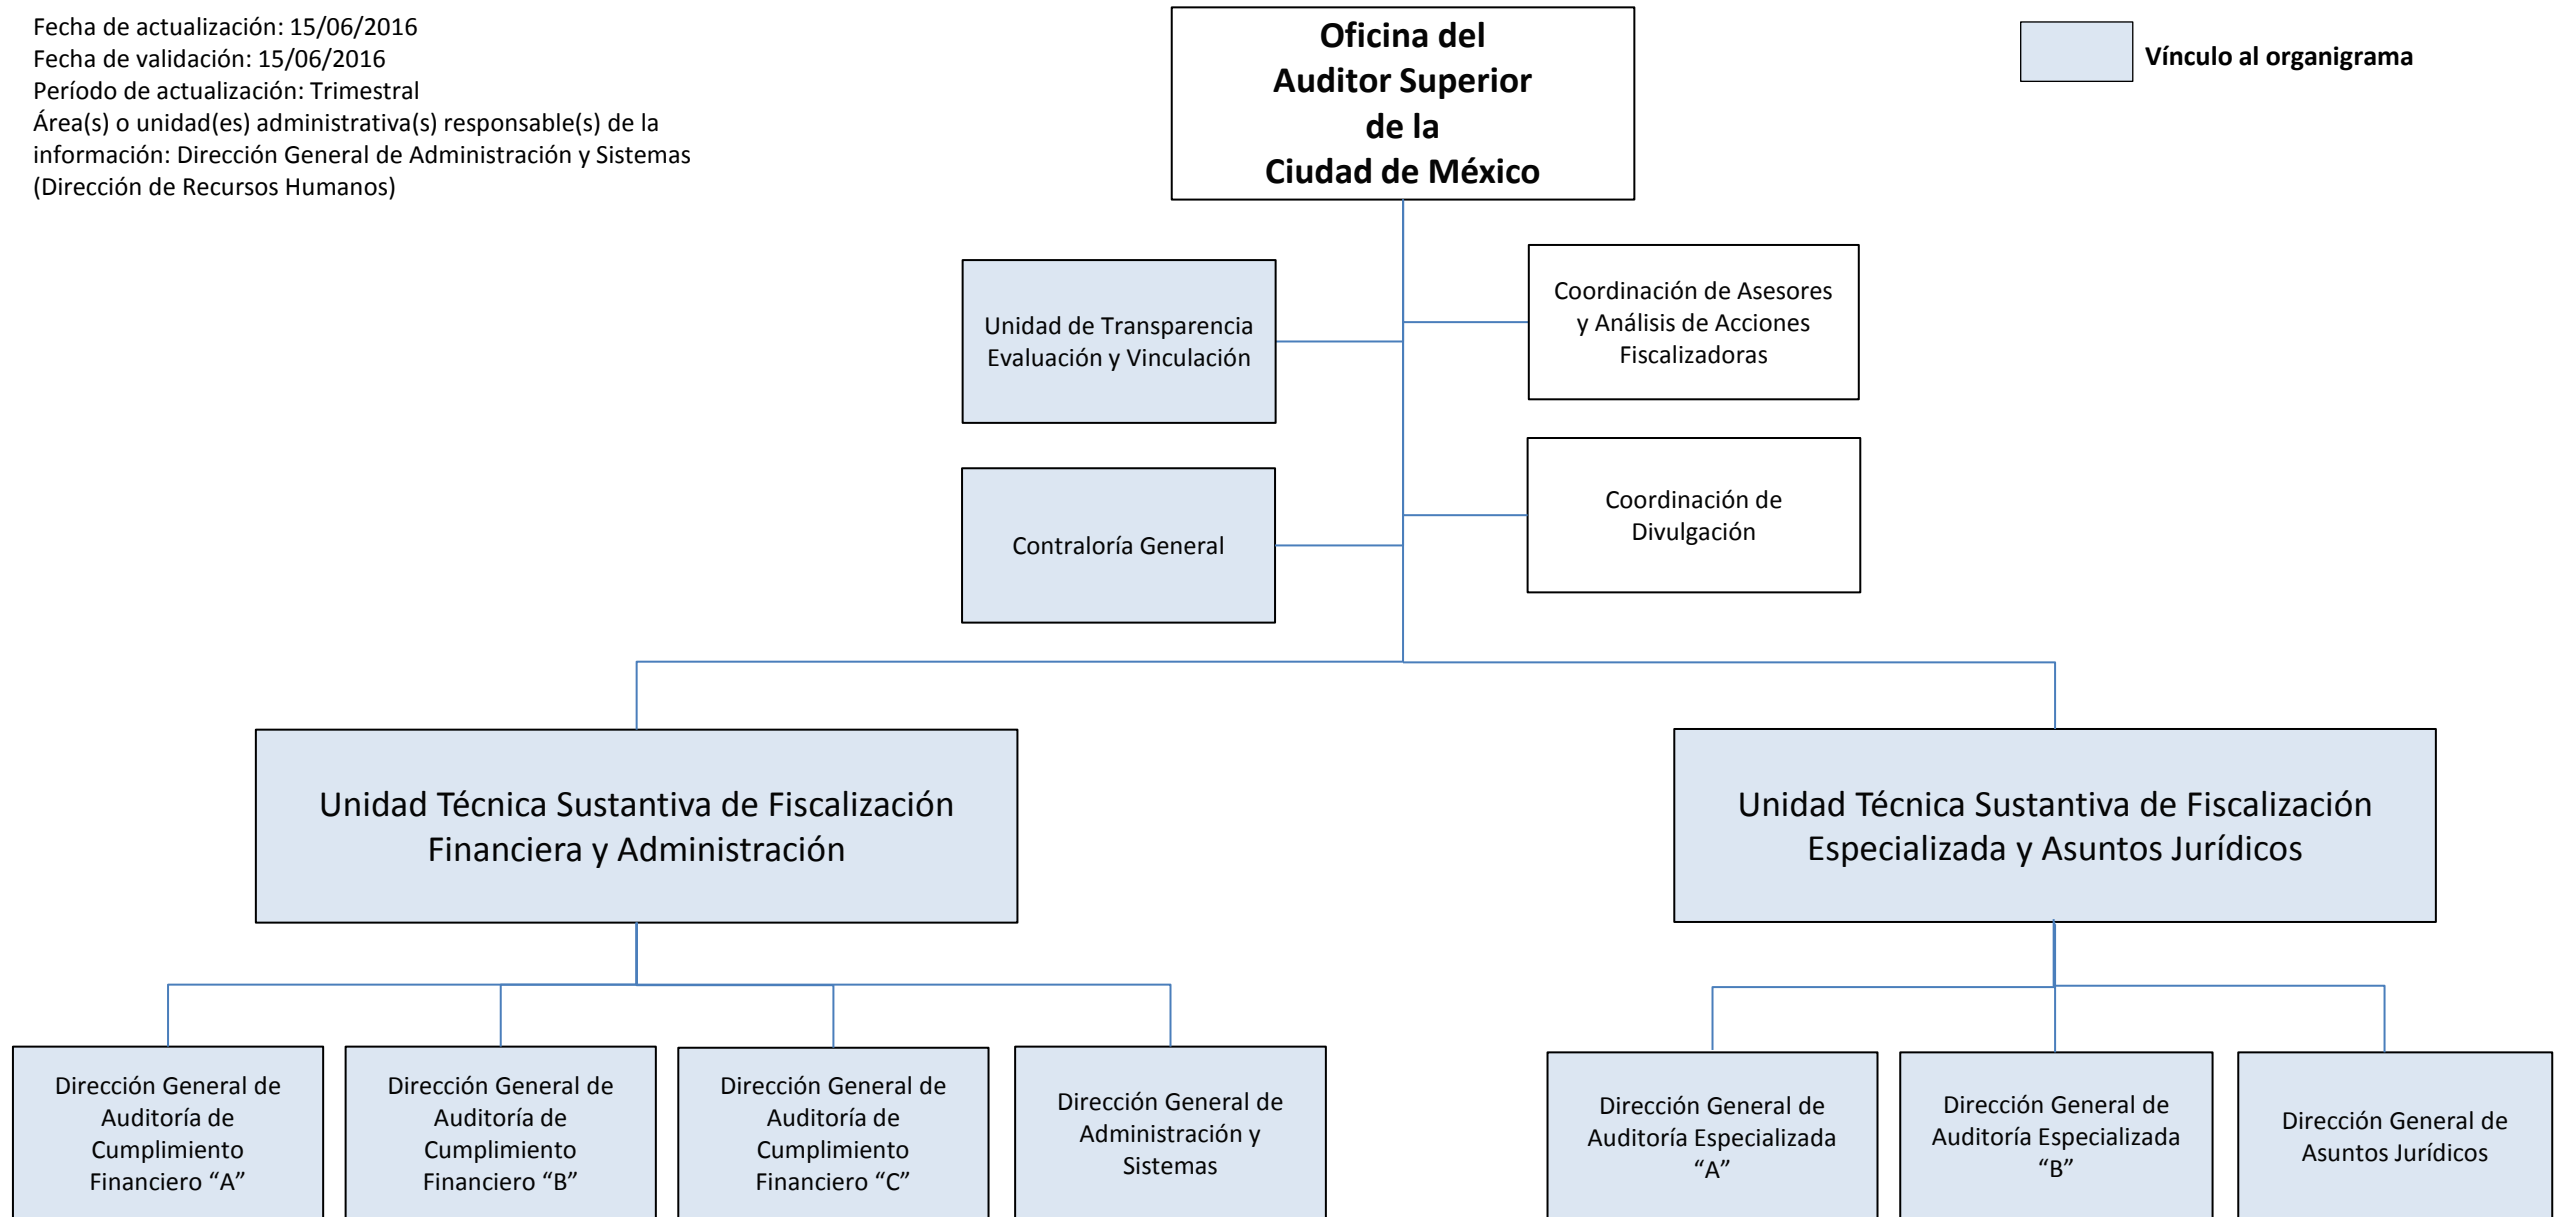 Fecha de actualización: 15/06/2016
Fecha de validación: 15/06/2016
Período de actualización: Trimestral
Área(s) o unidad(es) administrativa(s) responsable(s) de la
información: Dirección General de Administración y Sistemas
(Dirección de Recursos Humanos)
Oficina del
Auditor Superior
de la
Ciudad de México
Vínculo al organigrama
Unidad de Transparencia
Evaluación y Vinculación
Coordinación de Asesores
y Análisis de Acciones
Fiscalizadoras
Contraloría General
Coordinación de
Divulgación
Unidad Técnica Sustantiva de Fiscalización
Financiera y Administración
Unidad Técnica Sustantiva de Fiscalización
Especializada y Asuntos Jurídicos
Dirección General de
Auditoría de
Cumplimiento
Financiero “A”
Dirección General de
Auditoría de
Cumplimiento
Financiero “B”
Dirección General de
Auditoría de
Cumplimiento
Financiero “C”
Dirección General de
Administración y
Sistemas
Dirección General de
Auditoría Especializada
“A”
Dirección General de
Auditoría Especializada
“B”
Dirección General de
Asuntos Jurídicos